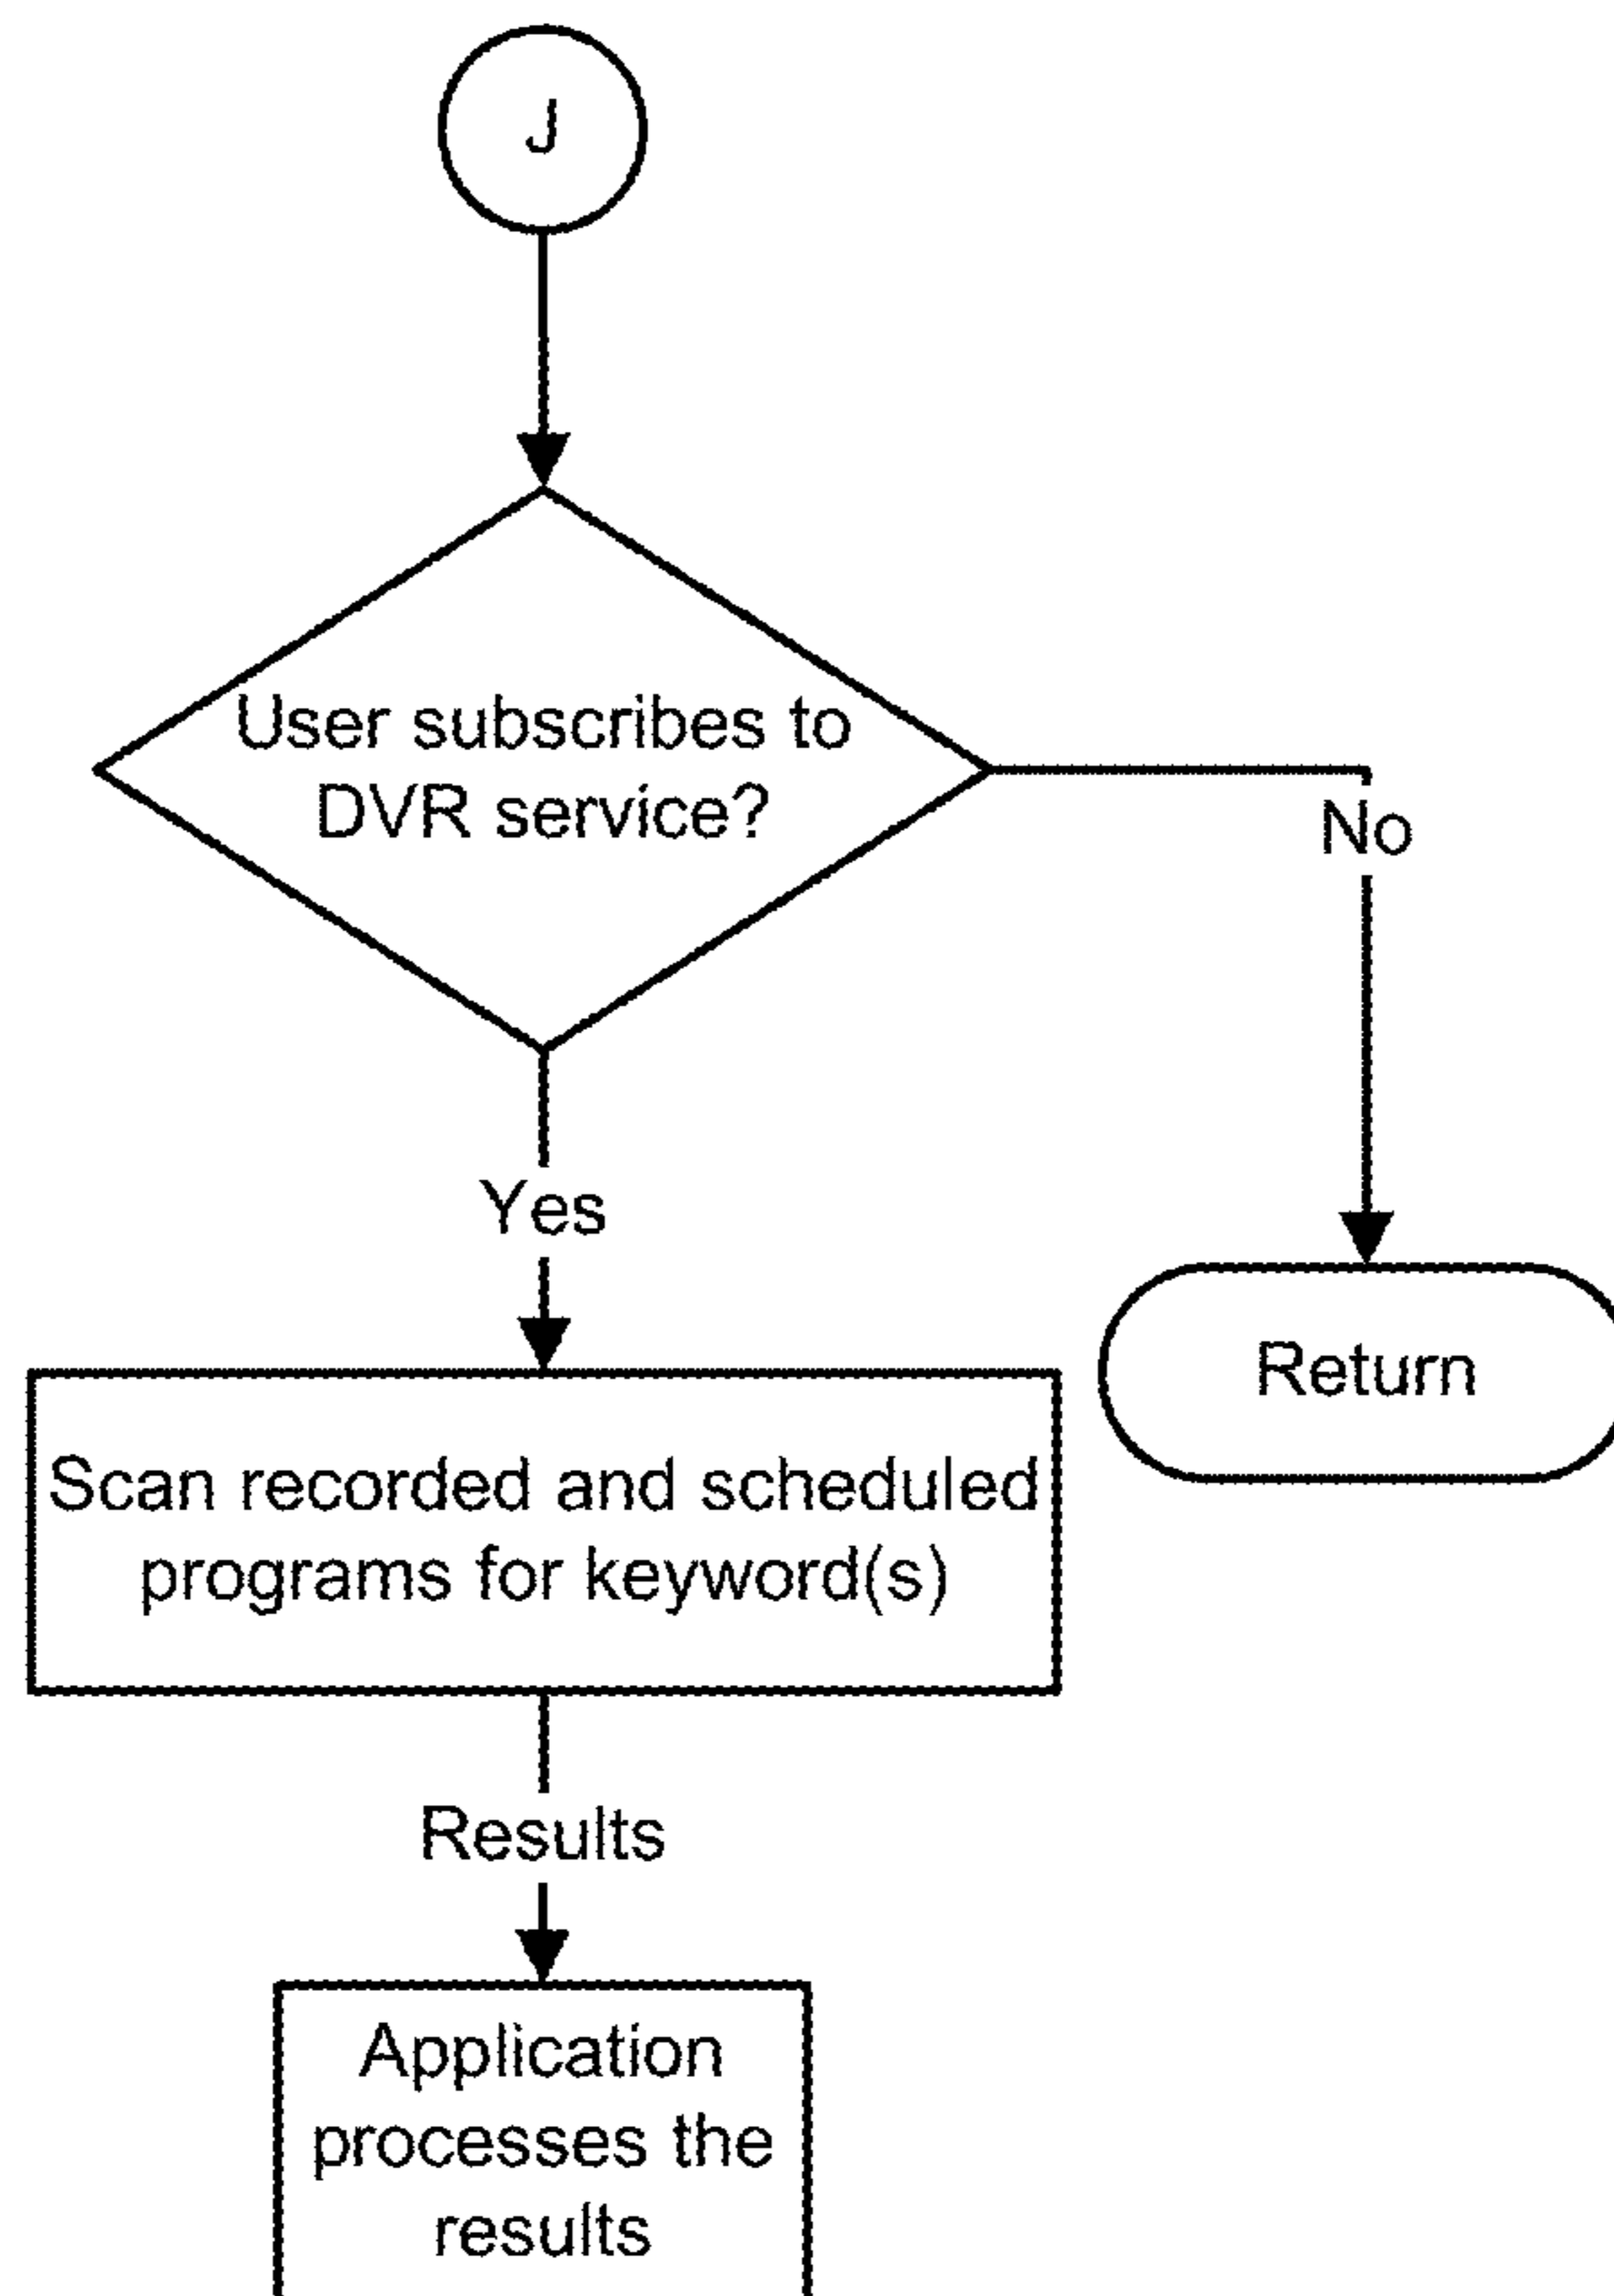 J
User subscribes to
DVR service?
No
Yes
Return
Scan recorded and scheduled
programs for keyword(s)
Results
Application
processes the
results